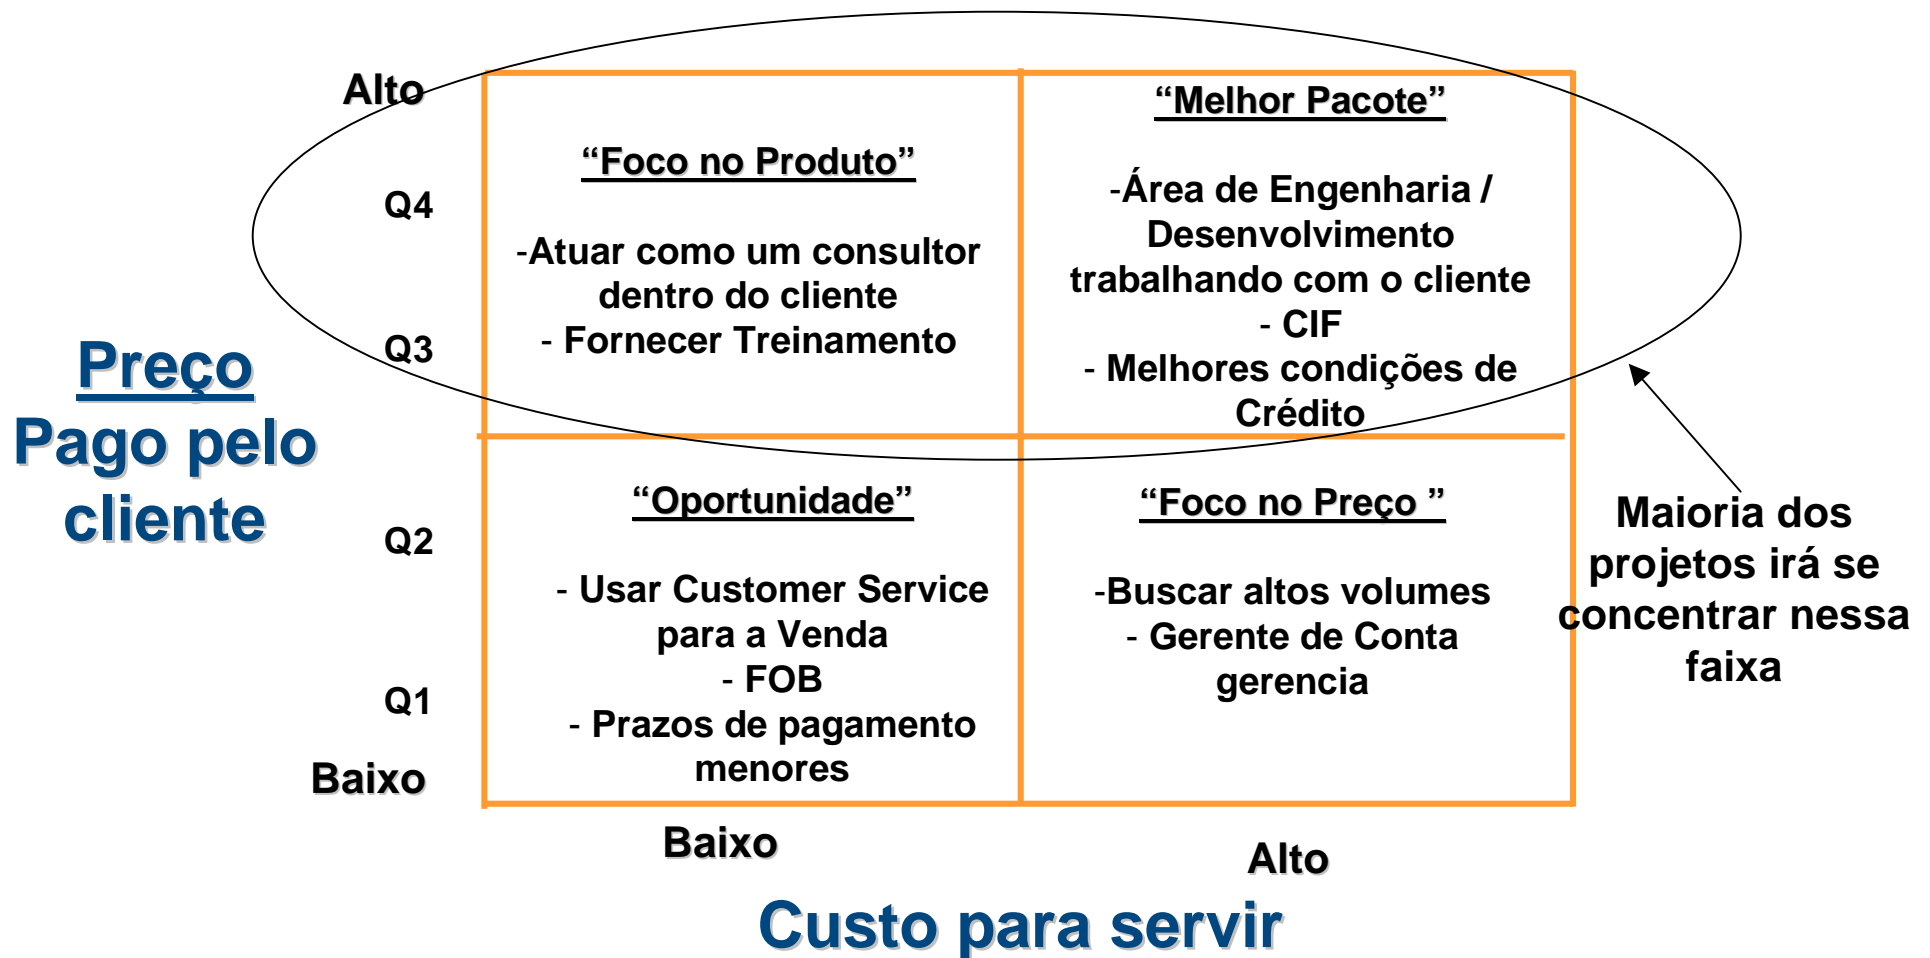 Alto
Q4
Q3
Q2
Q1
Baixo
Preço
Pago pelo
cliente
“Foco no Produto”
-Atuar como um consultor
dentro do cliente
- Fornecer Treinamento
“Melhor Pacote”
-Área de Engenharia /
Desenvolvimento
trabalhando com o cliente
- CIF
- Melhores condições de
Crédito
“Oportunidade”
- Usar Customer Service
para a Venda
- FOB
- Prazos de pagamento
menores
“Foco no Preço ”
-Buscar altos volumes
- Gerente de Conta
gerencia
Maioria dos
projetos irá se
concentrar nessa
faixa
Baixo
Alto
Custo para servir